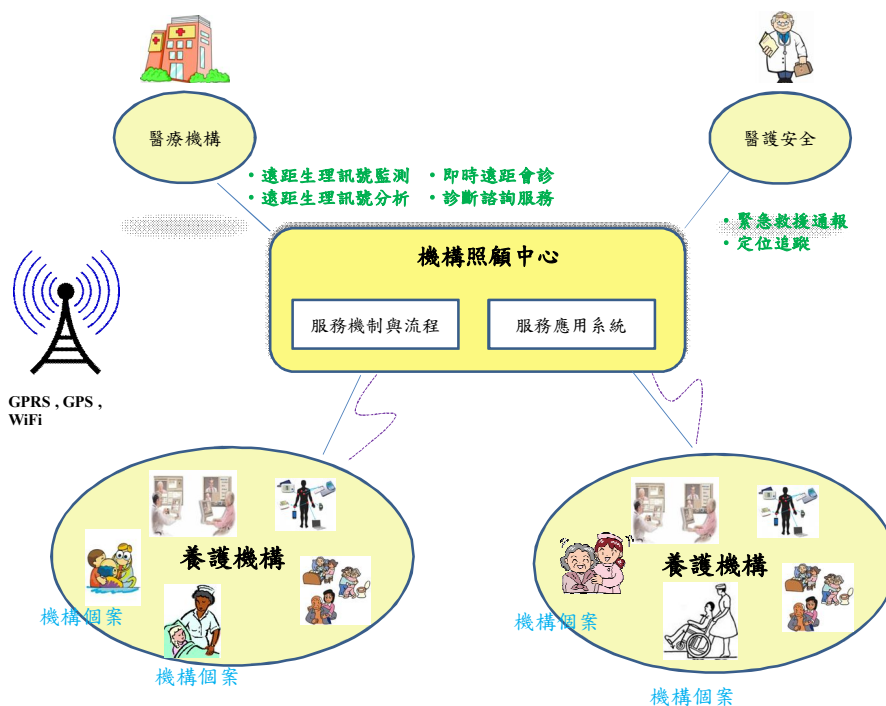 醫療機構
醫護安全
・遠距生理訊號監測 ・即時遠距會診
・遠距生理訊號分析 ・診斷諮詢服務
・緊急救援通報
・定位追蹤
機構照顧中心
服務機制與流程
服務應用系統
GPRS , GPS ,
WiFi
養護機構
養護機構
機構個案
機構個案
機構個案
機構個案